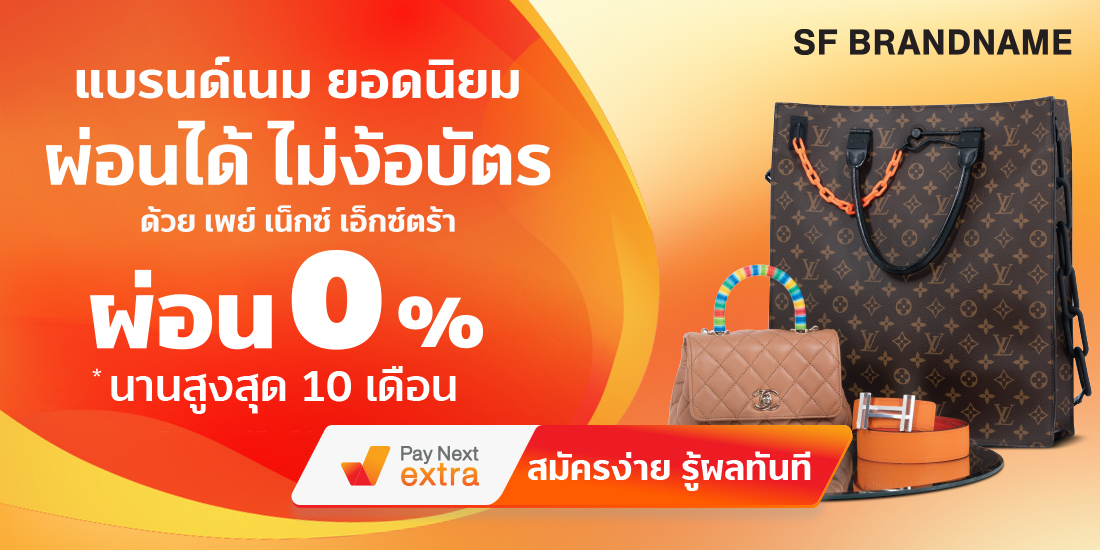 SF BRANDNAME
แบรนด์เนม ยอดนิยม
ผ่อนได้ ไม่ง้อบัตร
ด้วย เพย์ เน็กซ์ เอ็กซ์ตร้า
ผ่อน 0 %
*นานสูงสุด 10 เดือน
Pay Next
extra
สมัครง่าย รู้ผลทันที